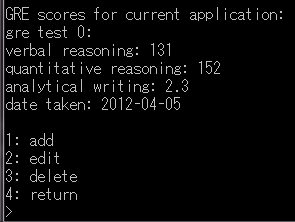 GRE scores for current application:
gre test 0:
verbal reasoning: 131
quantitative reasoning: 152
analytical writing: 2.3
date taken: 2012-04-05
1: add
2: edit
3: delete
4: return
>